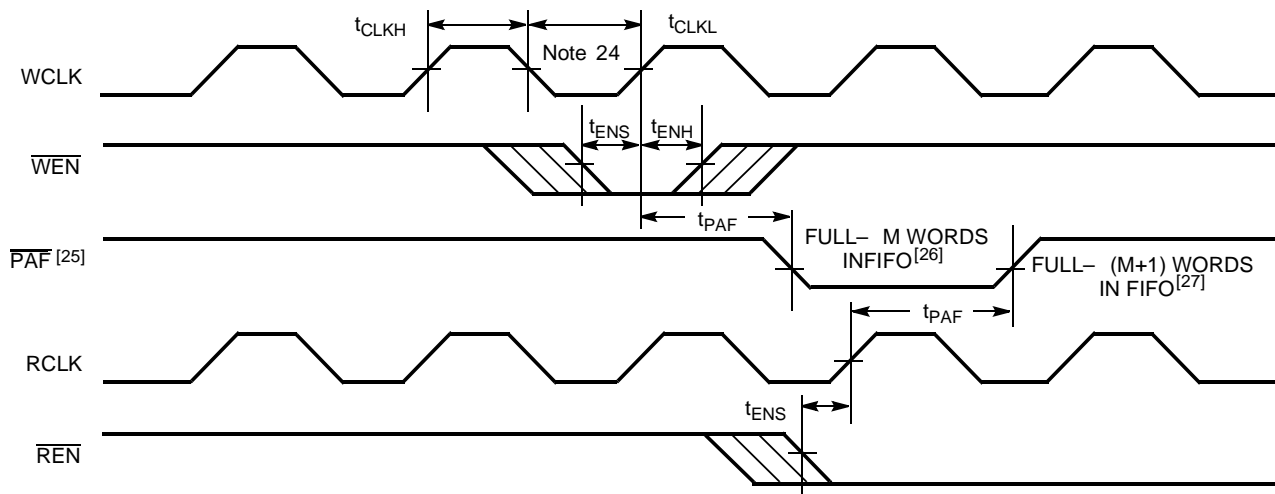 tCLKH
tCLKL
Note 24
WCLK
tENS
tENH
WEN
tPAF
PAF [25]
FULL– M WORDS
INFIFO[26]
FULL– (M+1) WORDS
IN FIFO[27]
tPAF
RCLK
tENS
REN